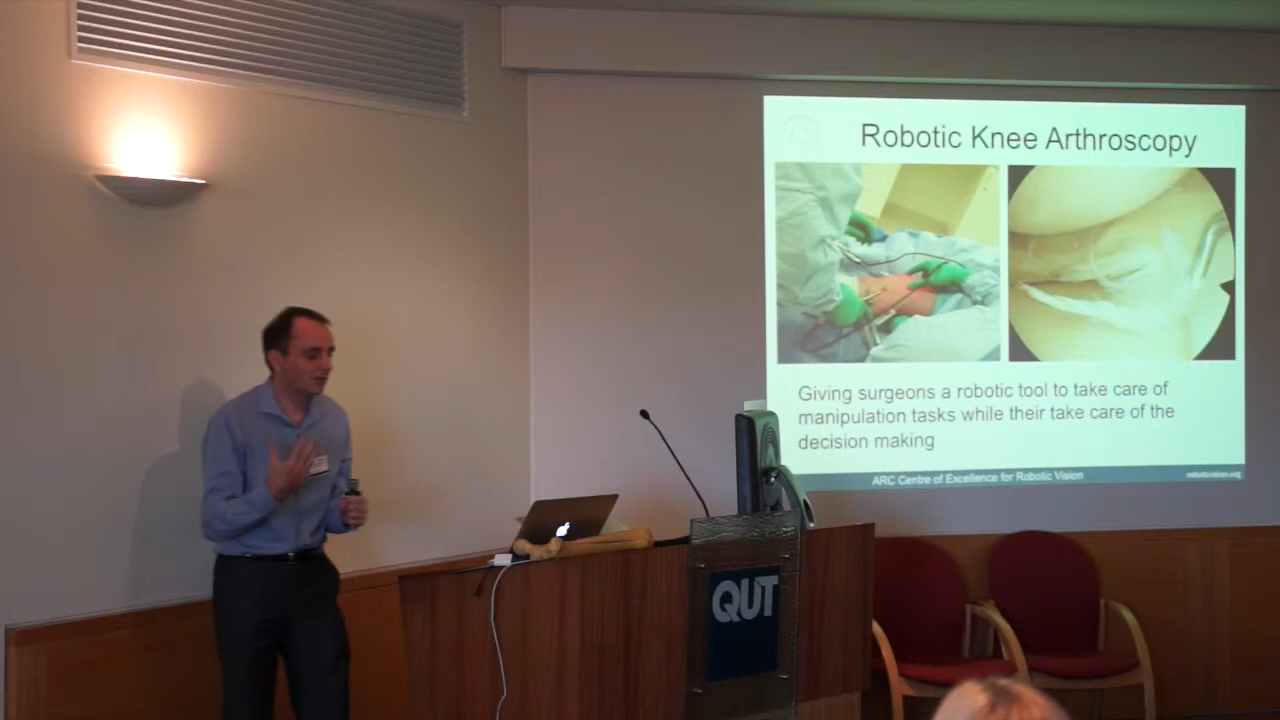 Robotic Knee Arthroscopy
Giving surgeons a robotic tool to take care of
manipulation tasks while their take care of the
decision making
ARC Centre of Excellence for Robotic Vision
roboticvision.org
QUT